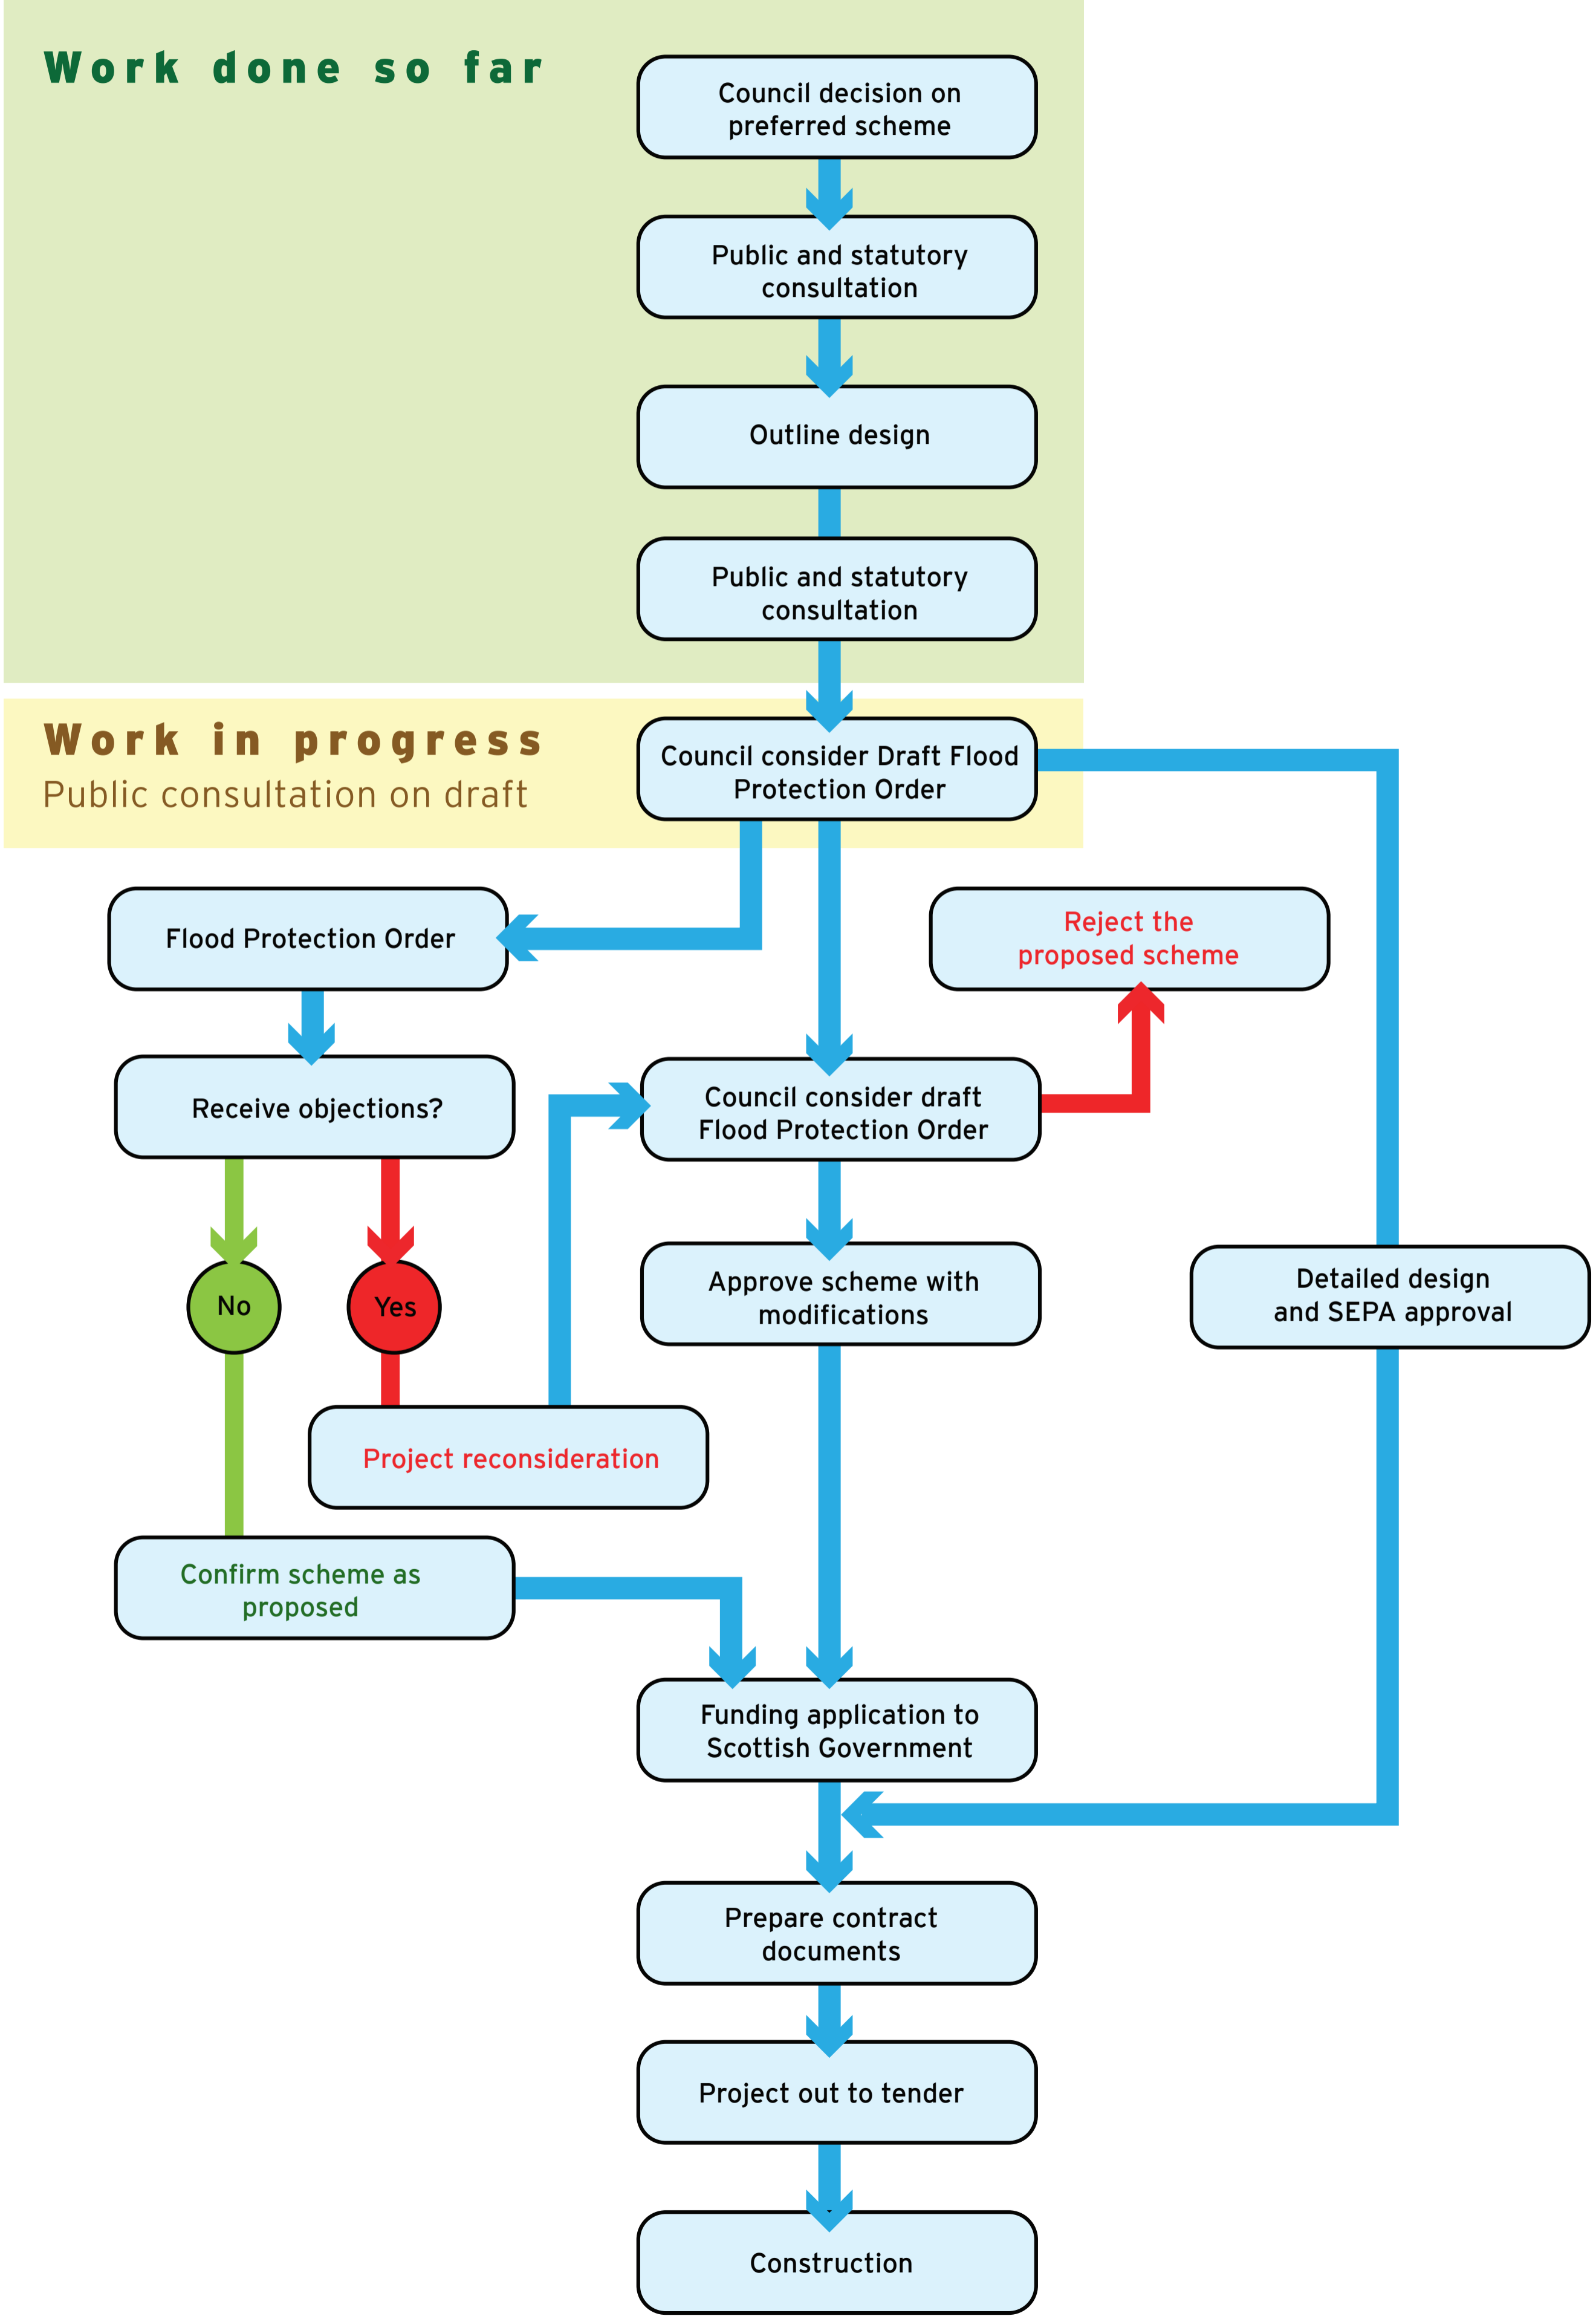 Work done so far
Council decision on
preferred scheme
Public and statutory
consultation
Outline design
Public and statutory
consultation
Work in progress
Public consultation on draft
Council consider Draft Flood
Protection Order
Flood Protection Order
Reject the
proposed scheme
Receive objections?
Council consider draft
Flood Protection Order
No
Yes
Approve scheme with
modifications
Detailed design
and SEPA approval
Project reconsideration
Confirm scheme as
proposed
Funding application to
Scottish Government
Prepare contract
documents
Project out to tender
Construction